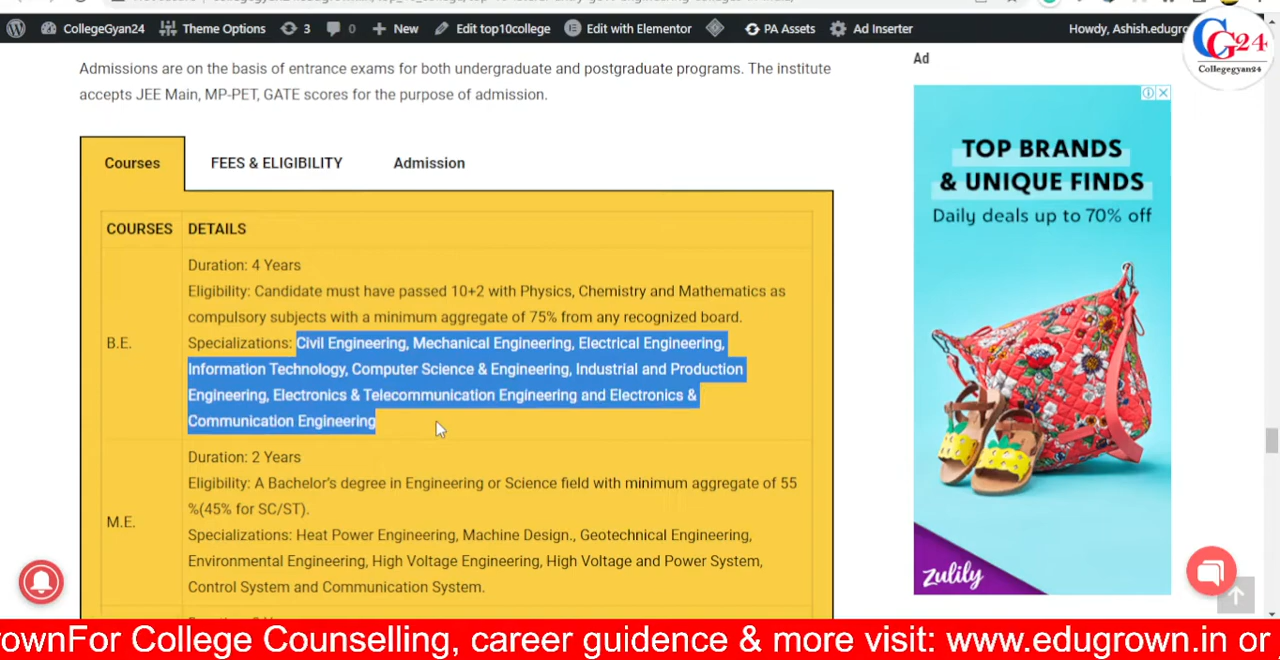 CollegeGyan24
Theme Options
3
0
New
Edit top10college
Edit with Elementor
PA Assets
Ad Inserter
Howdy, Ashish.edugro
CG24
Collegegyan24
Admissions are on the basis of entrance exams for both undergraduate and postgraduate programs. The institute
accepts JEE Main, MP-PET, GATE scores for the purpose of admission.
Ad
Courses
FEES & ELIGIBILITY
Admission
COURSES
DETAILS
B.E.
Duration: 4 Years
Eligibility: Candidate must have passed 10+2 with Physics, Chemistry and Mathematics as
compulsory subjects with a minimum aggregate of 75% from any recognized board.
Specializations: Civil Engineering, Mechanical Engineering, Electrical Engineering,
Information Technology, Computer Science & Engineering, Industrial and Production
Engineering, Electronics & Telecommunication Engineering and Electronics &
Communication Engineering
M.E.
Duration: 2 Years
Eligibility: A Bachelor's degree in Engineering or Science field with minimum aggregate of 55
%(45% for SC/ST).
Specializations: Heat Power Engineering, Machine Design., Geotechnical Engineering,
Environmental Engineering, High Voltage Engineering, High Voltage and Power System,
Control System and Communication System.
TOP BRANDS
& UNIQUE FINDS
Daily deals up to 70% off
zulily
rownFor College Counselling, career guidence & more visit: www.edugrown.in or